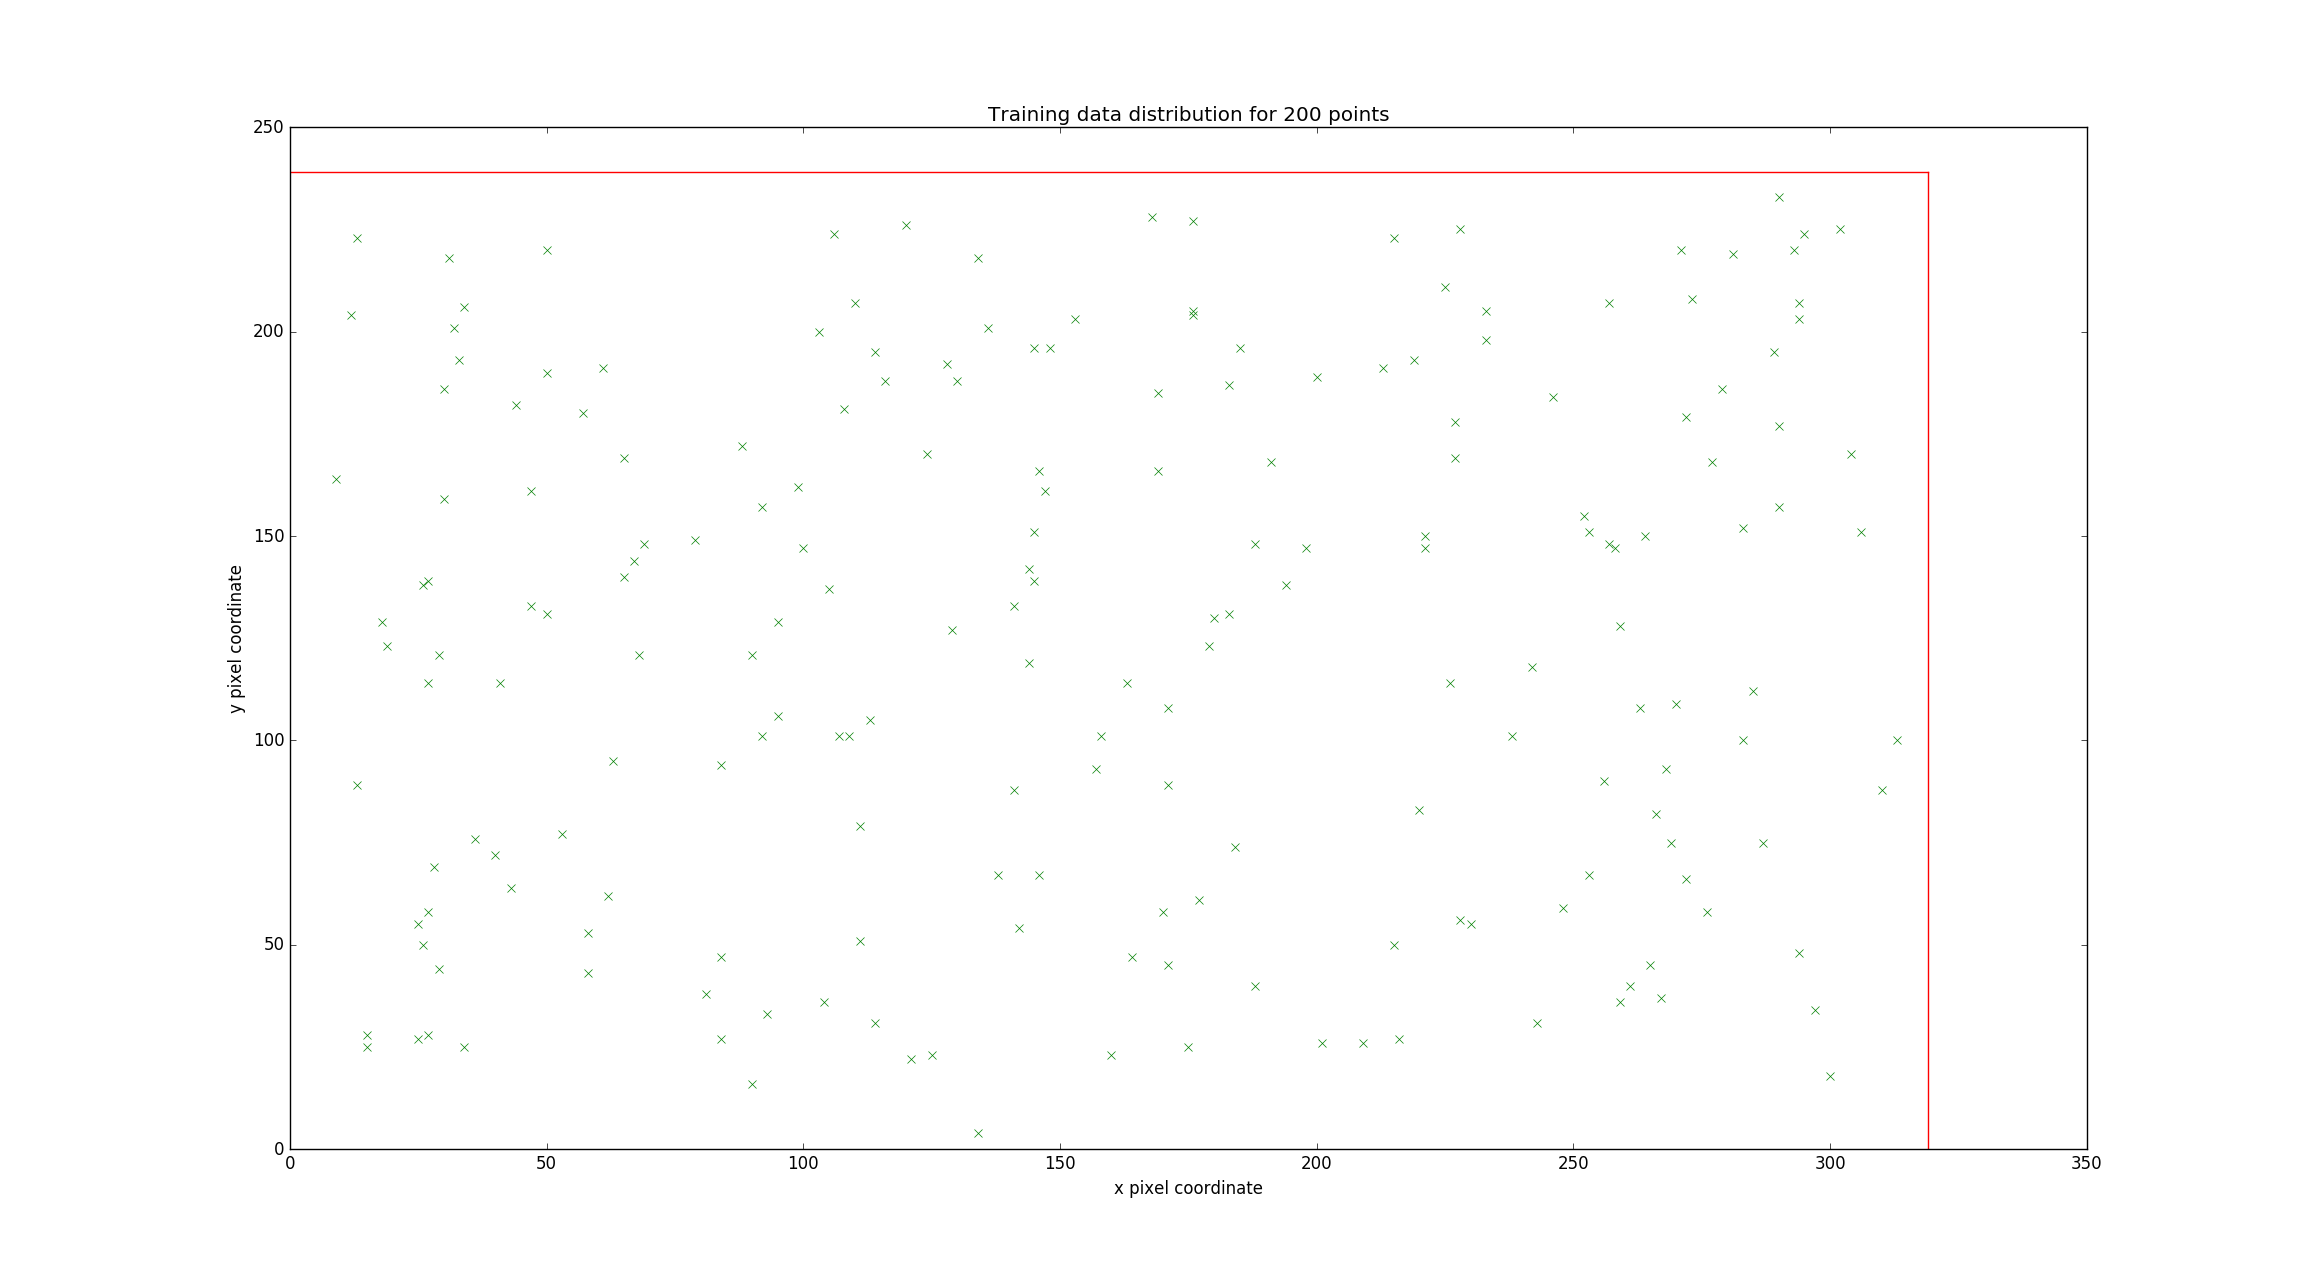 Training data distribution for 200 points
250
200
150
100
50
0
y pixel coordinate
0 50 100 150 200 250 300 350
x pixel coordinate